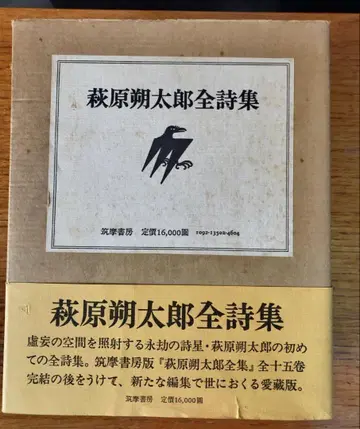 萩原朔太郎全詩集
筑摩書房 定價16,000圓 1092-13500-4604
萩原朔太郎全詩集
虚妄の空間を照射する永劫の詩星・萩原朔太郎の初め
ての全詩集。筑摩書房版『萩原朔太郎全集』全十五卷
完結の後をうけて、新たな編集で世におくる愛藏版。
筑摩書房 定價16,000圓